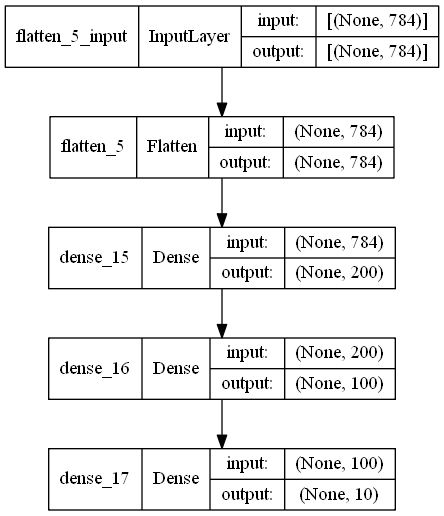 flatten_5_input InputLayer input: [(None, 784)]
output: [(None, 784)]
flatten_5 Flatten input: (None, 784)
output: (None, 784)
dense_15 Dense input: (None, 784)
output: (None, 200)
dense_16 Dense input: (None, 200)
output: (None, 100)
dense_17 Dense input: (None, 100)
output: (None, 10)